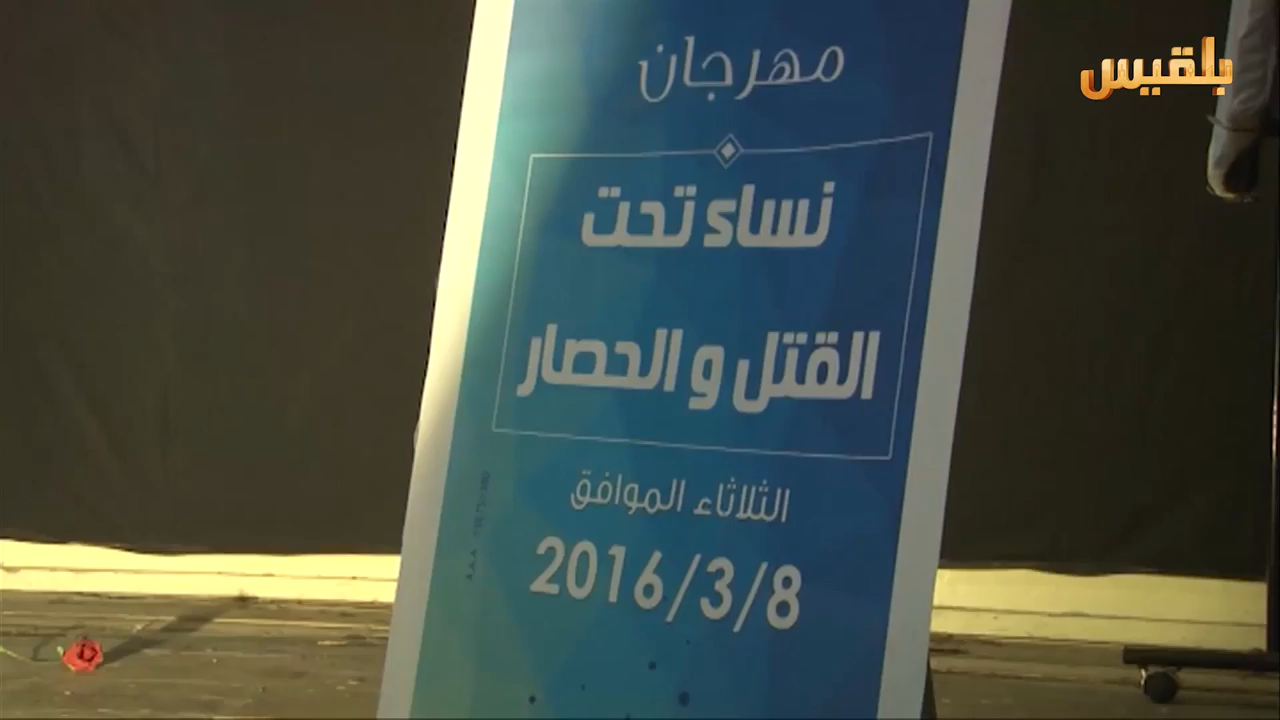 بلقيس
مهرجان
نساء تحت
القتل و الحصار
الثلاثاء الموافق
2016/3/8